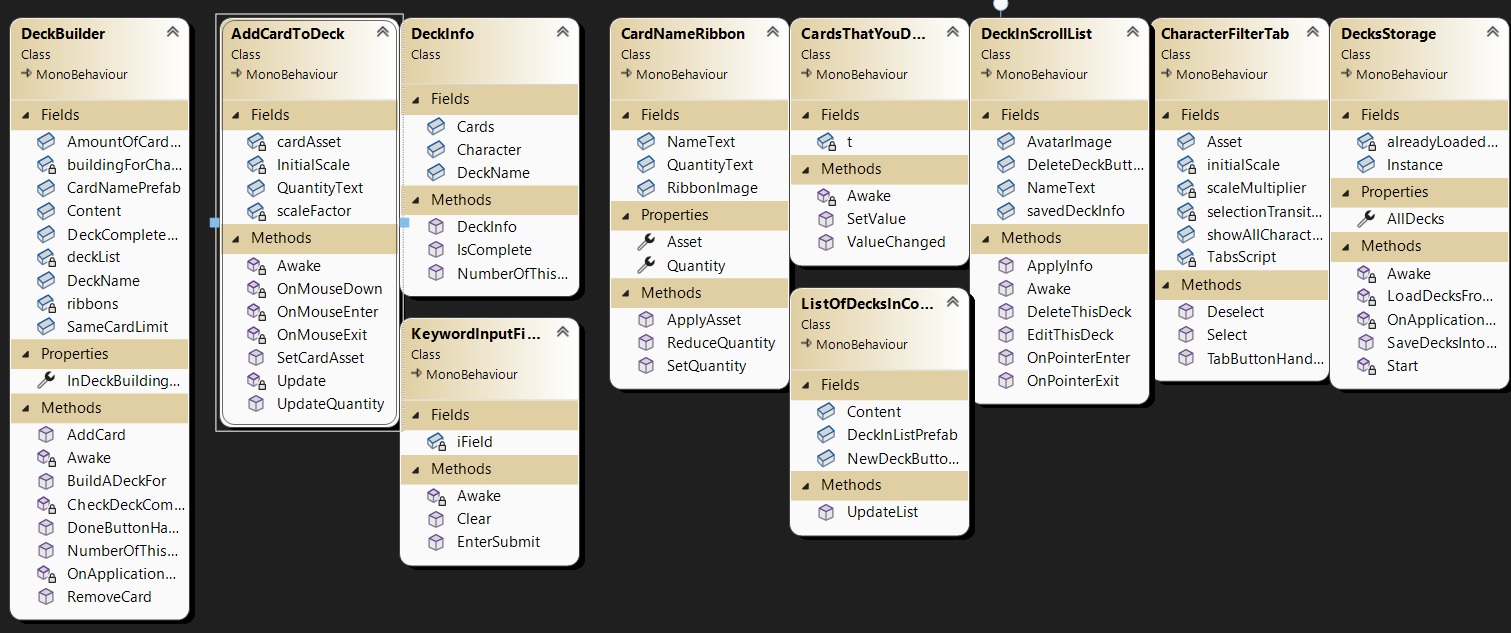 DeckBuilder
Class
MonoBehaviour
Fields
AmountOfCard...
buildingForCha...
CardNamePrefab
Content
DeckComplete...
deckList
DeckName
ribbons
SameCardLimit
Properties
InDeckBuilding...
Methods
AddCard
Awake
BuildADeckFor
CheckDeckCom...
DoneButtonHa...
NumberOfThis...
OnApplication...
RemoveCard
AddCardToDeck
Class
MonoBehaviour
Fields
cardAsset
InitialScale
QuantityText
scaleFactor
Methods
Awake
OnMouseDown
OnMouseEnter
OnMouseExit
SetCardAsset
Update
UpdateQuantity
DeckInfo
Class
Fields
Cards
Character
DeckName
Methods
DeckInfo
IsComplete
NumberOfThis...
KeywordInputFi...
Class
MonoBehaviour
Fields
iField
Methods
Awake
Clear
EnterSubmit
CardNameRibbon
Class
MonoBehaviour
Fields
NameText
QuantityText
RibbonImage
Properties
Asset
Quantity
Methods
ApplyAsset
ReduceQuantity
SetQuantity
CardsThatYouD...
Class
MonoBehaviour
Fields
t
Methods
Awake
SetValue
ValueChanged
ListOfDecksInCo...
Class
MonoBehaviour
Fields
Content
DeckInListPrefab
NewDeckButto...
Methods
UpdateList
DeckInScrollList
Class
MonoBehaviour
Fields
AvatarImage
DeleteDeckButt...
NameText
savedDeckInfo
Methods
ApplyInfo
Awake
DeleteThisDeck
EditThisDeck
OnPointerEnter
OnPointerExit
CharacterFilterTab
Class
MonoBehaviour
Fields
Asset
initialScale
scaleMultiplier
selectionTransit...
showAllCharact...
TabsScript
Methods
Deselect
Select
TabButtonHand...
DecksStorage
Class
MonoBehaviour
Fields
alreadyLoaded...
Instance
Properties
AllDecks
Methods
Awake
LoadDecksFro...
OnApplication...
SaveDecksInto...
Start